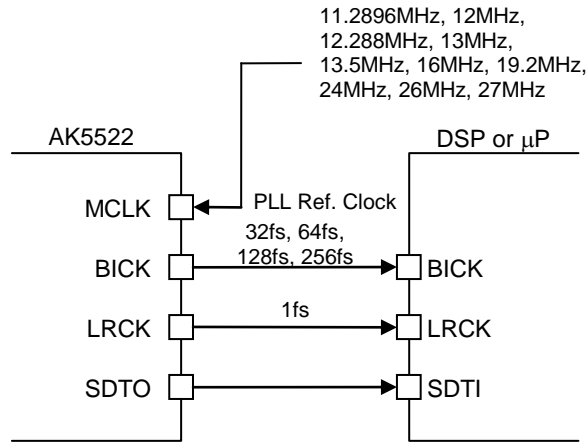 11.2896MHz, 12MHz,
12.288MHz, 13MHz,
13.5MHz, 16MHz, 19.2MHz,
24MHz, 26MHz, 27MHz
AK5522
DSP or μP
MCLK
PLL Ref. Clock
32fs, 64fs,
128fs, 256fs
BICK
BICK
1fs
LRCK
LRCK
SDTO
SDTI